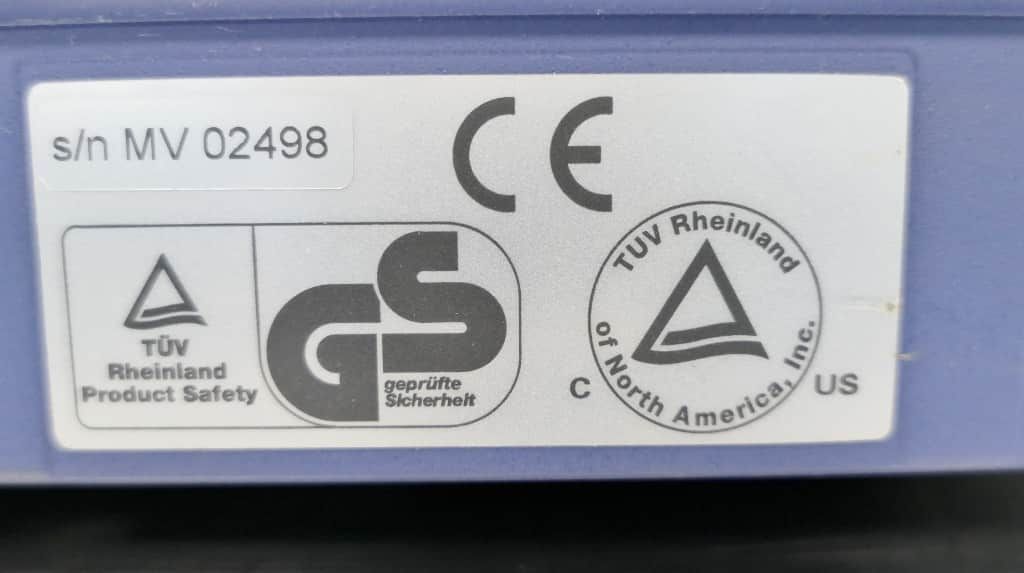 s/n MV 02498
CE
TÜV
Rheinland
Product Safety
GS
geprüfte
Sicherheit
TUV Rheinland
of North America, Inc.
C
US